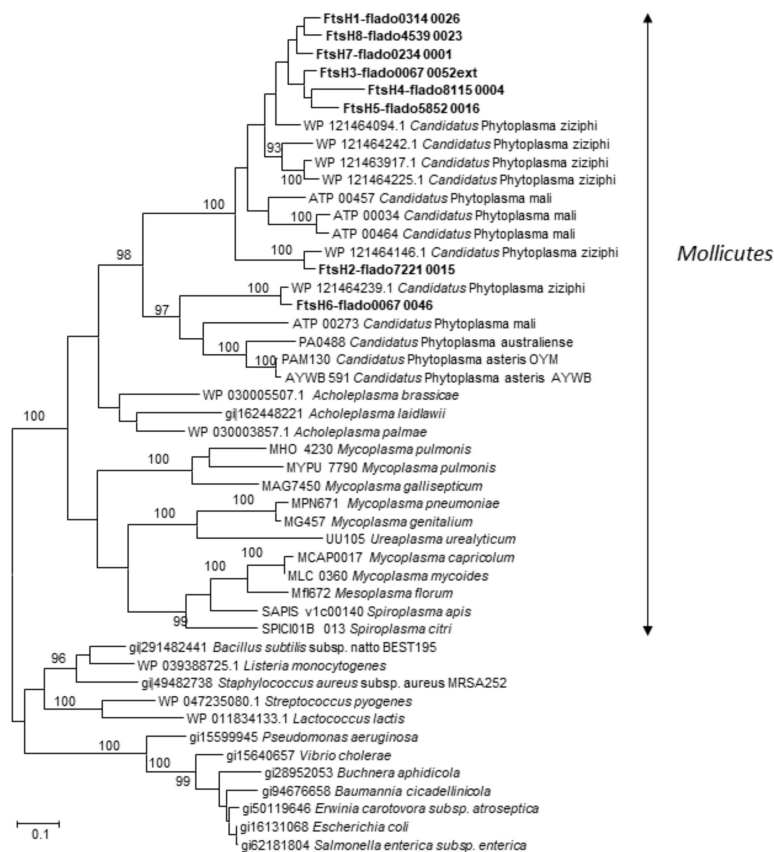 FtsH1-flado0314 0026
FtsH8-flado4539 0023
FtsH7-flado0234 0001
FtsH3-flado0067 0052ext
FtsH4-flado8115 0004
FtsH5-flado5852 0016
WP 121464094.1 Candidatus Phytoplasma ziziphi
93 WP 121464242.1 Candidatus Phytoplasma ziziphi
WP 121463917.1 Candidatus Phytoplasma ziziphi
100 WP 121464225.1 Candidatus Phytoplasma ziziphi
100 ATP 00457 Candidatus Phytoplasma mali
100 ATP 00034 Candidatus Phytoplasma mali
ATP 00464 Candidatus Phytoplasma mali
98 100 WP 121464146.1 Candidatus Phytoplasma ziziphi
Mollicutes
FtsH2-flado7221 0015
100 WP 121464239.1 Candidatus Phytoplasma ziziphi
97 FtsH6-flado0067 0046
ATP 00273 Candidatus Phytoplasma mali
100 PA0488 Candidatus Phytoplasma australiense
100 PAM130 Candidatus Phytoplasma asteris OYM
AYWB 591 Candidatus Phytoplasma asteris AYWB
WP 030005507.1 Acholeplasma brassicae
100 gi|162448221 Acholeplasma laidlawii
WP 030003857.1 Acholeplasma palmae
MHO 4230 Mycoplasma pulmonis
100 MYPU 7790 Mycoplasma pulmonis
MAG7450 Mycoplasma gallisepticum
MPN671 Mycoplasma pneumoniae
100 MG457 Mycoplasma genitalium
UU105 Ureaplasma urealyticum
100 MCAP0017 Mycoplasma capricolum
100 100 MLC 0360 Mycoplasma mycoides
Mfl672 Mesoplasma florum
SAPIS v1c00140 Spiroplasma apis
99 SPICI01B 013 Spiroplasma citri
gi|291482441 Bacillus subtilis subsp. natto BEST195
96 WP 039388725.1 Listeria monocytogenes
gi|49482738 Staphylococcus aureus subsp. aureus MRSA252
100 WP 047235080.1 Streptococcus pyogenes
WP 011834133.1 Lactococcus lactis
100 gi15599945 Pseudomonas aeruginosa
100 gi15640657 Vibrio cholerae
99 gi28952053 Buchnera aphidicola
gi94676658 Baumannia cicadellinicola
gi50119646 Erwinia carotovora subsp. atroseptica
gi16131068 Escherichia coli
0.1 gi62181804 Salmonella enterica subsp. enterica